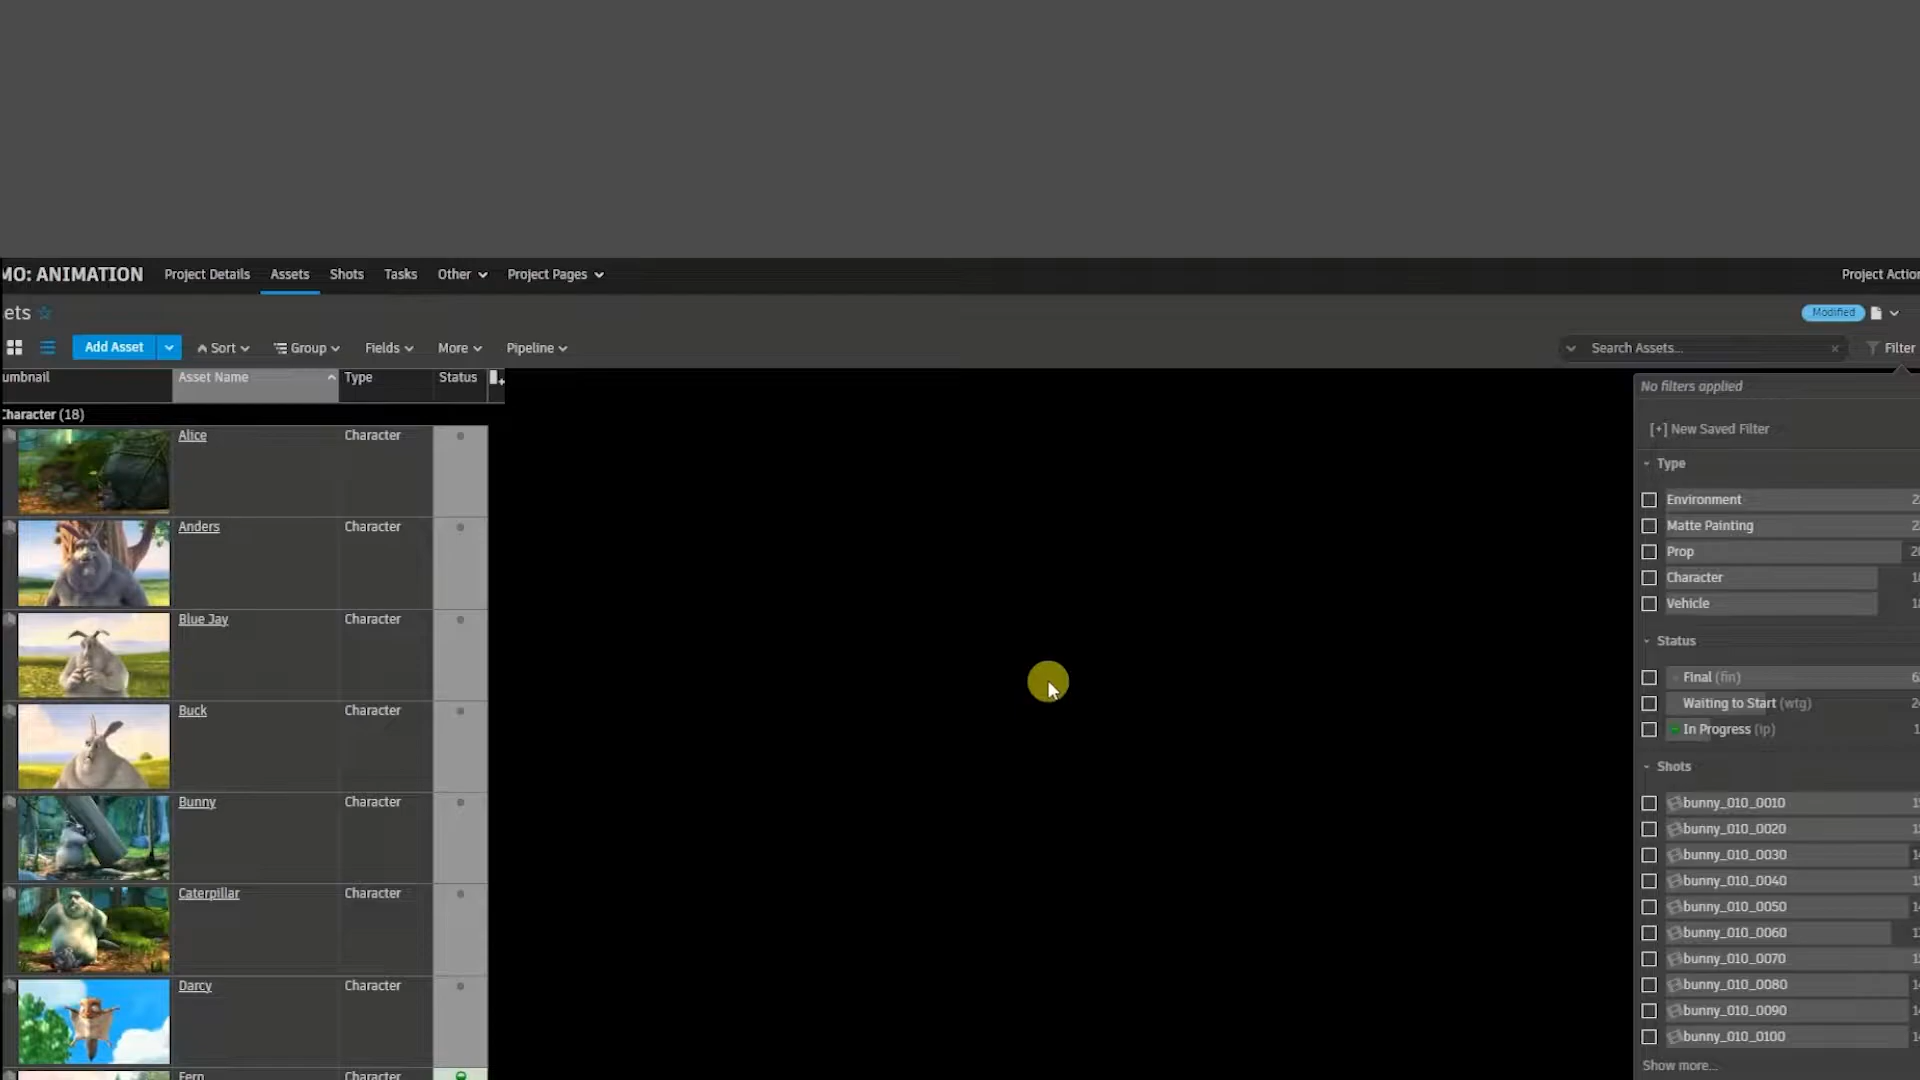 MO: ANIMATION Project Details Assets Shots Tasks Other Project Pages Project Action
ets Modified
Add Asset Sort Group Fields More Pipeline Search Assets... Filter
umbnail Asset Name Type Status
Character (18)
Alice Character
Anders Character
Blue Jay Character
Buck Character
Bunny Character
Caterpillar Character
Darcy Character
Fern Character
No filters applied
[+] New Saved Filter
Type
Environment
Matte Painting
Prop
Character
Vehicle
Status
Final (fin)
Waiting to Start (wtg)
In Progress (ip)
Shots
bunny_010_0010
bunny_010_0020
bunny_010_0030
bunny_010_0040
bunny_010_0050
bunny_010_0060
bunny_010_0070
bunny_010_0080
bunny_010_0090
bunny_010_0100
Show more...